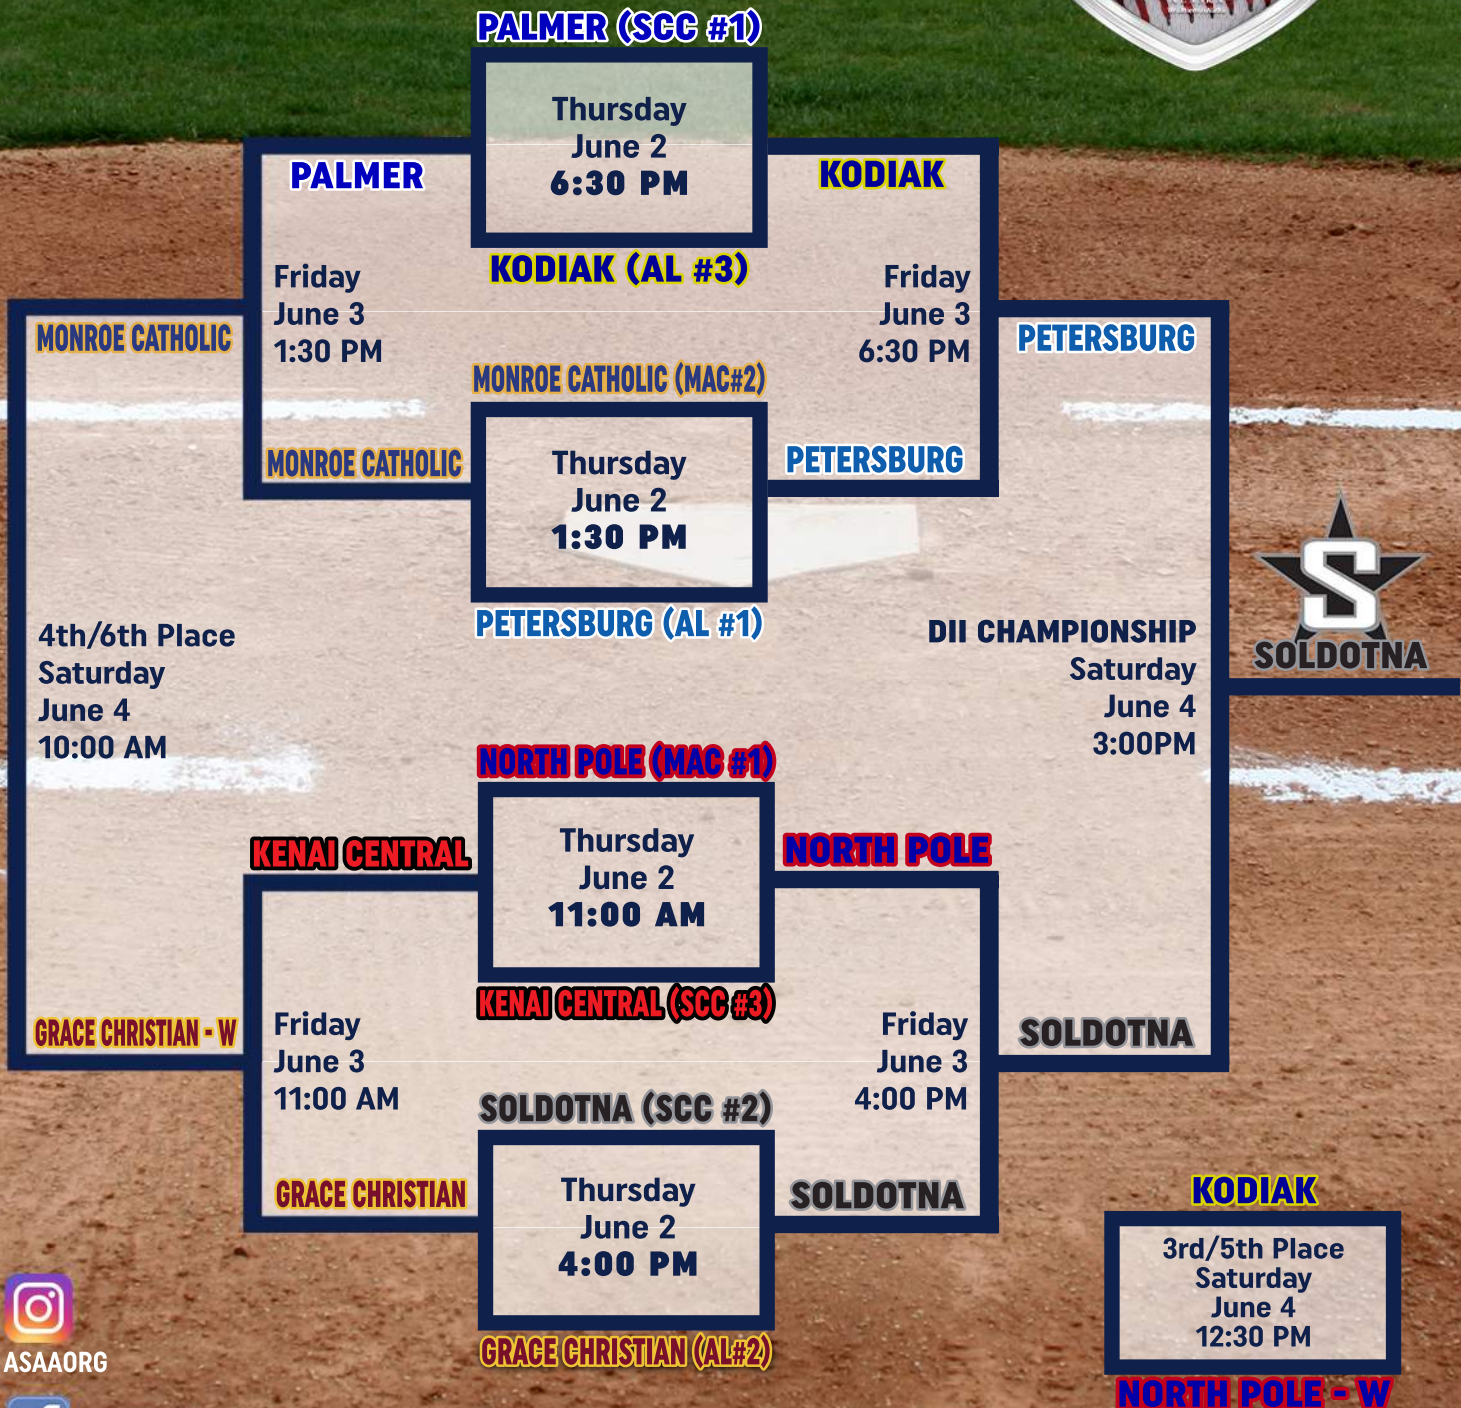 PALMER (SCC #1)
Thursday
June 2
6:30 PM
KODIAK (AL #3)
PALMER
Friday
June 3
1:30 PM
MONROE CATHOLIC
KODIAK
Friday
June 3
6:30 PM
PETERSBURG
MONROE CATHOLIC (MAC#2)
Thursday
June 2
1:30 PM
PETERSBURG (AL #1)
MONROE CATHOLIC
4th/6th Place
Saturday
June 4
10:00 AM
GRACE CHRISTIAN - W
PETERSBURG
DII CHAMPIONSHIP
Saturday
June 4
3:00PM
SOLDOTNA
S
SOLDOTNA
NORTH POLE (MAC #1)
Thursday
June 2
11:00 AM
KENAI CENTRAL (SCC #3)
KENAI CENTRAL
Friday
June 3
11:00 AM
GRACE CHRISTIAN
NORTH POLE
Friday
June 3
4:00 PM
SOLDOTNA
SOLDOTNA (SCC #2)
Thursday
June 2
4:00 PM
GRACE CHRISTIAN (AL#2)
KODIAK
3rd/5th Place
Saturday
June 4
12:30 PM
NORTH POLE - W
ASAAORG